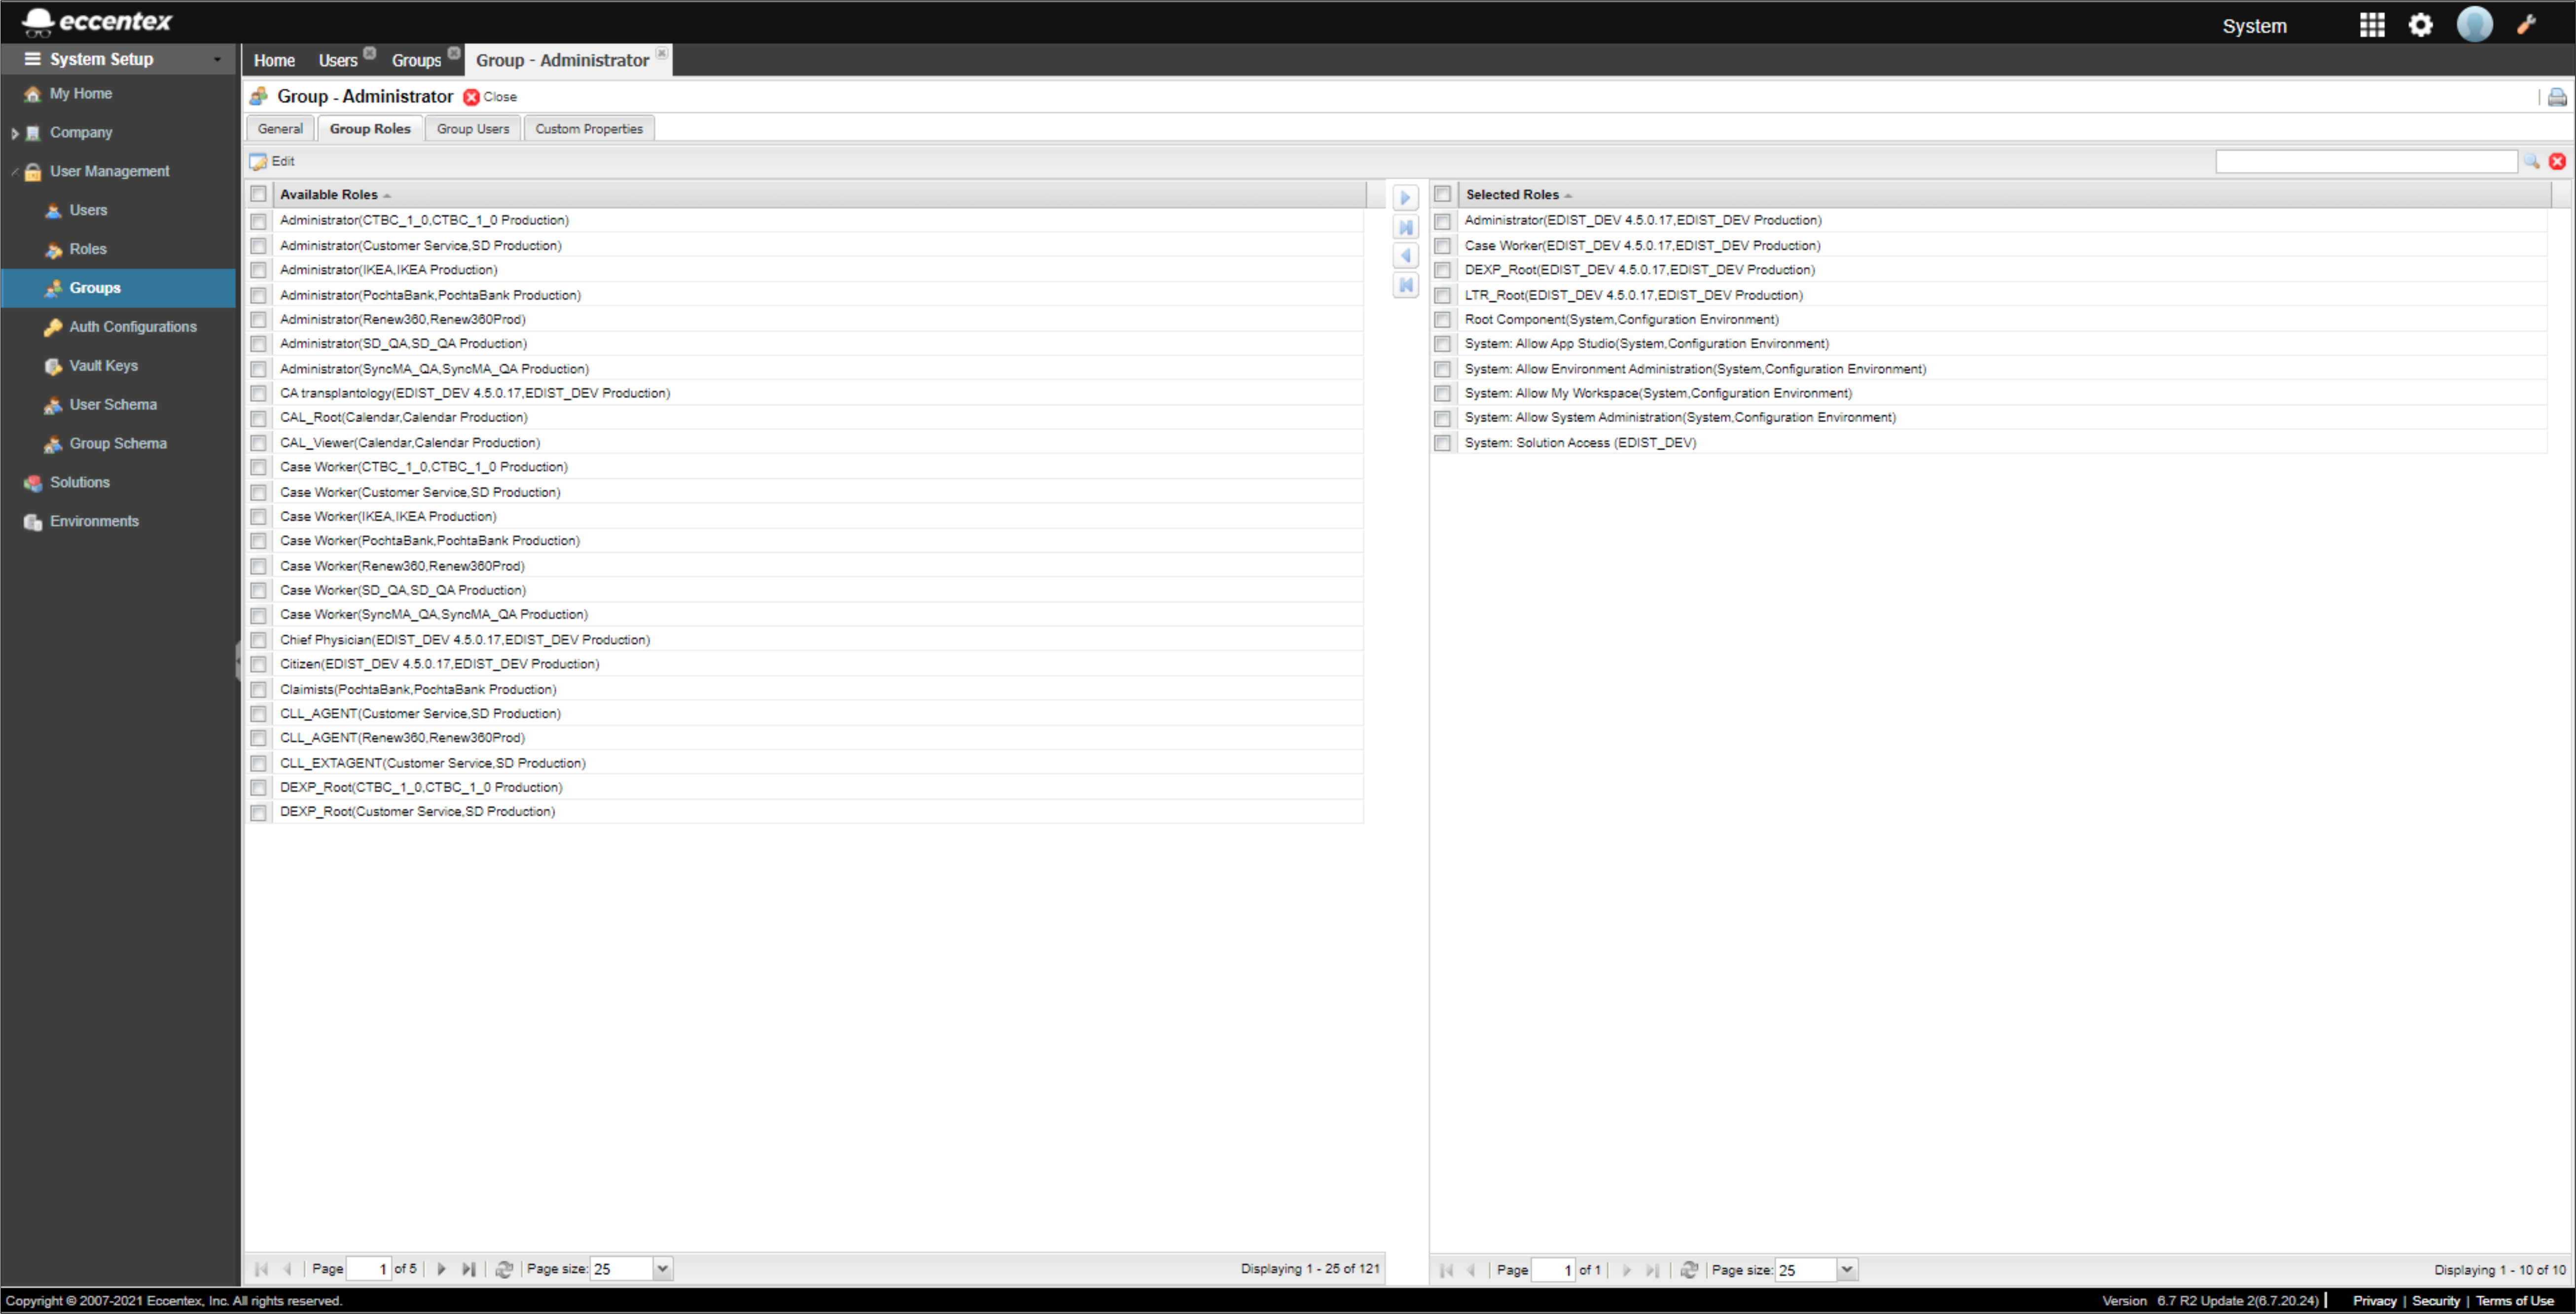 eccentex
System
System Setup
Home
Users
Groups
Group - Administrator
My Home
Company
User Management
Users
Roles
Groups
Auth Configurations
Vault Keys
User Schema
Group Schema
Solutions
Environments
Group - Administrator
Close
General
Group Roles
Group Users
Custom Properties
Edit
Available Roles
Administrator(CTBC_1_0,CTBC_1_0 Production)
Administrator(Customer Service,SD Production)
Administrator(IKEA,IKEA Production)
Administrator(PochtaBank,PochtaBank Production)
Administrator(Renew360,Renew360Prod)
Administrator(SD_QA,SD_QA Production)
Administrator(SyncMA_QA,SyncMA_QA Production)
CA transplantology(EDIST_DEV 4.5.0.17,EDIST_DEV Production)
CAL_Root(Calendar,Calendar Production)
CAL_Viewer(Calendar,Calendar Production)
Case Worker(CTBC_1_0,CTBC_1_0 Production)
Case Worker(Customer Service,SD Production)
Case Worker(IKEA,IKEA Production)
Case Worker(PochtaBank,PochtaBank Production)
Case Worker(Renew360,Renew360Prod)
Case Worker(SD_QA,SD_QA Production)
Case Worker(SyncMA_QA,SyncMA_QA Production)
Chief Physician(EDIST_DEV 4.5.0.17,EDIST_DEV Production)
Citizen(EDIST_DEV 4.5.0.17,EDIST_DEV Production)
Claimists(PochtaBank,PochtaBank Production)
CLL_AGENT(Customer Service,SD Production)
CLL_AGENT(Renew360,Renew360Prod)
CLL_EXTAGENT(Customer Service,SD Production)
DEXP_Root(CTBC_1_0,CTBC_1_0 Production)
DEXP_Root(Customer Service,SD Production)
Page 1 of 5
Page size: 25
Displaying 1 - 25 of 121
Selected Roles
Administrator(EDIST_DEV 4.5.0.17,EDIST_DEV Production)
Case Worker(EDIST_DEV 4.5.0.17,EDIST_DEV Production)
DEXP_Root(EDIST_DEV 4.5.0.17,EDIST_DEV Production)
LTR_Root(EDIST_DEV 4.5.0.17,EDIST_DEV Production)
Root Component(System,Configuration Environment)
System: Allow App Studio(System,Configuration Environment)
System: Allow Environment Administration(System,Configuration Environment)
System: Allow My Workspace(System,Configuration Environment)
System: Allow System Administration(System,Configuration Environment)
System: Solution Access (EDIST_DEV)
Page 1 of 1
Page size: 25
Displaying 1 - 10 of 10
Copyright © 2007-2021 Eccentex, Inc. All rights reserved.
Version 6.7 R2 Update 2(6.7.20.24) | Privacy | Security | Terms of Use